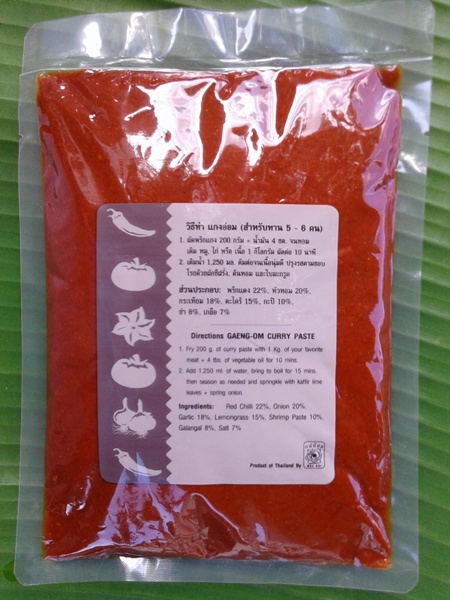 วิธีทำ แกงอ่อม (สำหรับทาน 5 - 6 คน)
1. ผัดพริกแกง 200 กรัม + น้ำมัน 4 ชต. จนหอม
เติม หมู, ไก่ หรือ เนื้อ 1 กิโลกรัม ผัดต่อ 10 นาที
2. เติมน้ำ 1,250 มล. ต้มต่อจนเนื้อนุ่มดี ปรุงรสตามชอบ
โรยด้วยผักชีฝรั่ง, ต้นหอม และใบมะกรูด
ส่วนประกอบ: พริกแดง 22%, หัวหอม 20%,
กระเทียม 18%, ตะไคร้ 15%, กะปิ 10%,
ข่า 8%, เกลือ 7%
Directions GAENG-OM CURRY PASTE
1. Fry 200 g. of curry paste with 1 Kg. of your favorite
meat + 4 tbs. of vegetable oil for 10 mins.
2. Add 1,250 ml. of water, bring to boil for 15 mins.
then season as needed and springkle with kaffir lime
leaves + spring onion.
Ingredients: Red Chilli 22%, Onion 20%,
Garlic 18%, Lemongrass 15%, Shrimp Paste 10%,
Galangal 8%, Salt 7%
Product of Thailand By